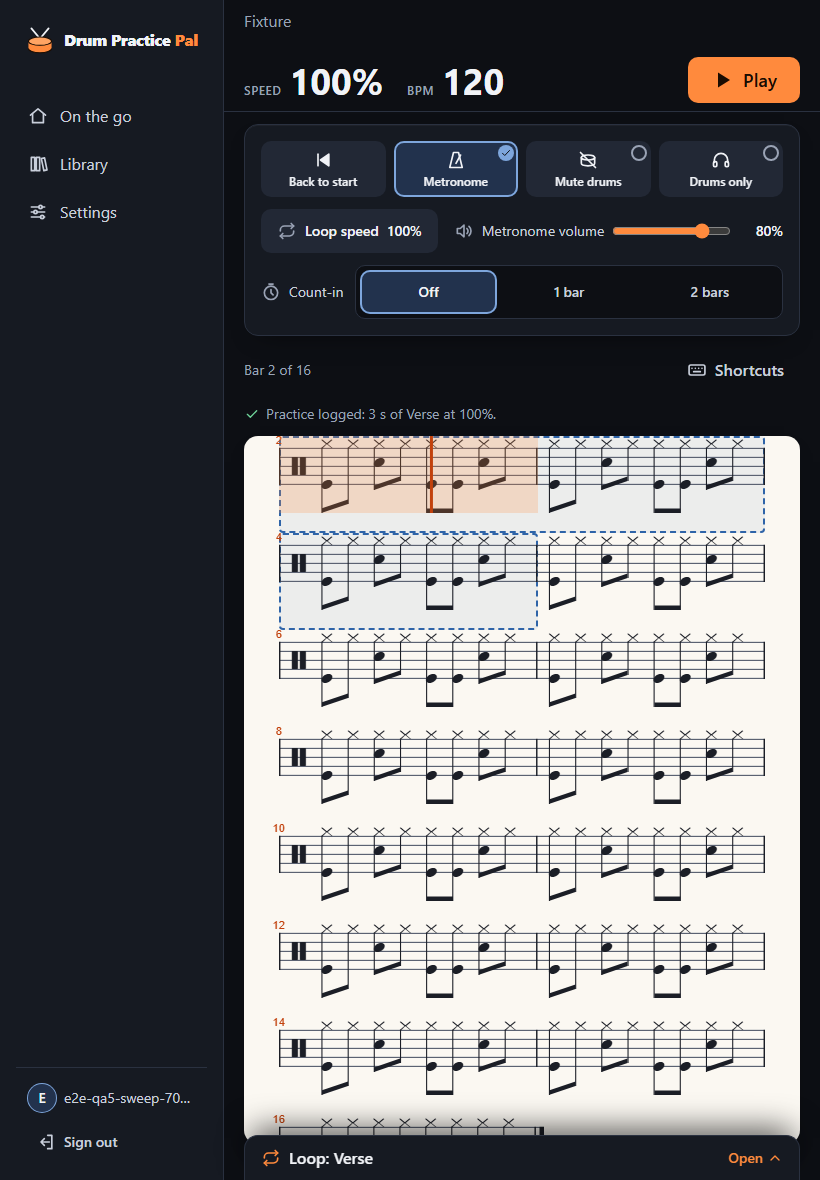 Drum Practice Pal
On the go
Library
Settings
E e2e-qa5-sweep-70...
Sign out
Fixture
SPEED 100% BPM 120
Play
Back to start
Metronome
Mute drums
Drums only
Loop speed 100%
Metronome volume
80%
Count-in
Off
1 bar
2 bars
Bar 2 of 16
Shortcuts
Practice logged: 3 s of Verse at 100%.
2
4
6
8
10
12
14
16
Loop: Verse
Open